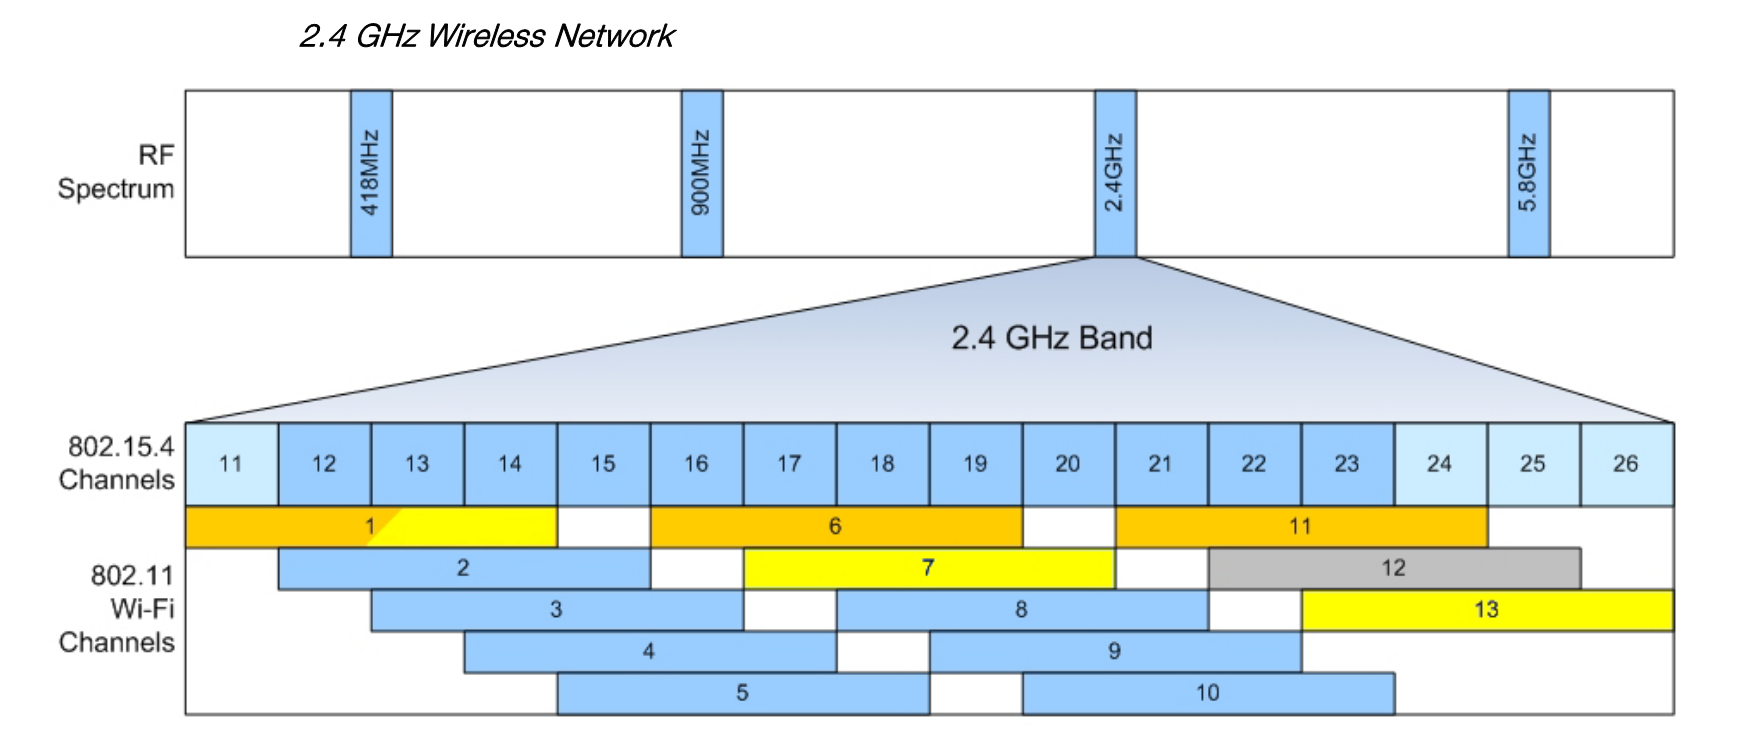 2.4 GHz Wireless Network
RF
Spectrum
418MHz
900MHz
2.4GHz
5.8GHz
2.4 GHz Band
802.15.4
Channels
11 12 13 14 15 16 17 18 19 20 21 22 23 24 25 26
802.11
Wi-Fi
Channels
1 6 11
2 7 12
3 8 13
4 9
5 10